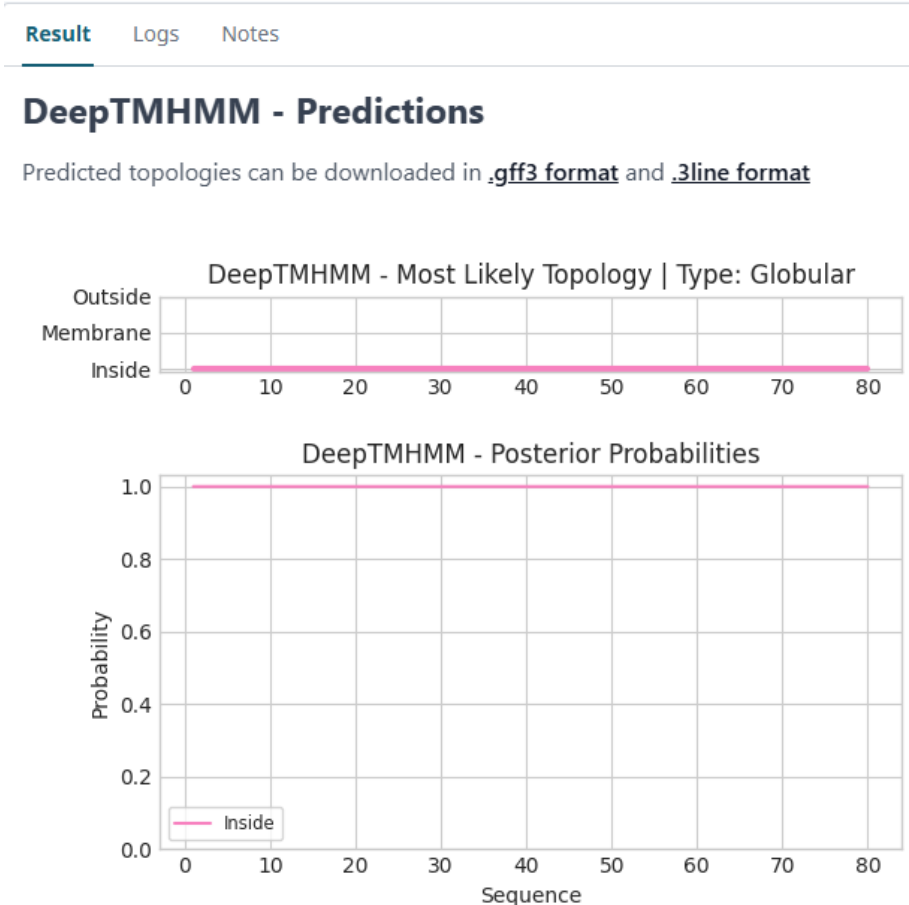 Result Logs Notes
DeepTMHMM - Predictions
Predicted topologies can be downloaded in .gff3 format and .3line format
DeepTMHMM - Most Likely Topology | Type: Globular
Outside
Membrane
Inside
0 10 20 30 40 50 60 70 80
DeepTMHMM - Posterior Probabilities
1.0
0.8
0.6
0.4
0.2
0.0
Probability
Inside
0 10 20 30 40 50 60 70 80
Sequence